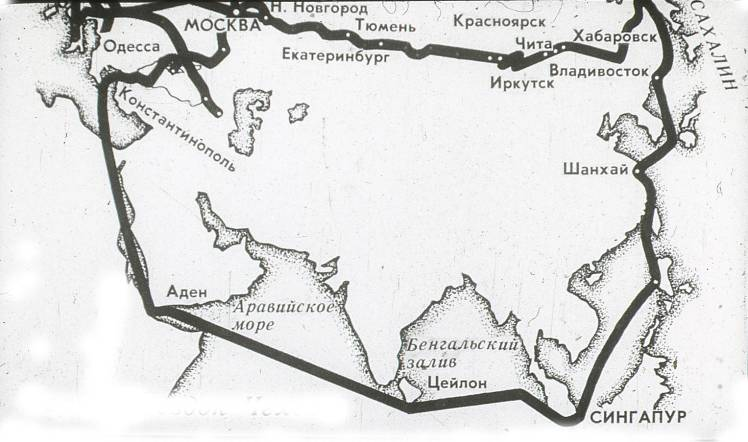 Н. Новгород
МОСКВА
Тюмень
Красноярск
Хабаровск
САХАЛИН
Одесса
Екатеринбург
Чита
Иркутск
Владивосток
Константинополь
Шанхай
Аден
Аравийское
море
Бенгальский
залив
Цейлон
СИНГАПУР